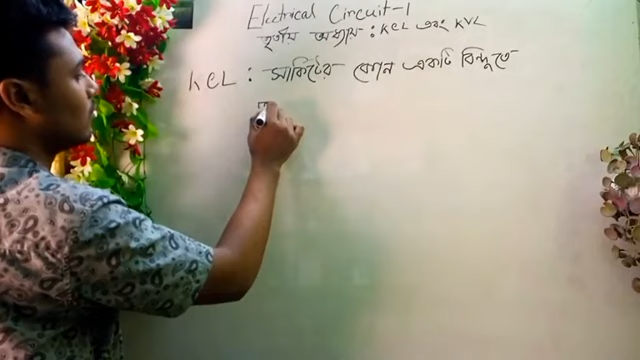 Electrical Circuit-1
তৃতীয় অধ্যায় : KCL এবং KVL
KCL : সার্কিটের কোন একটি বিন্দুতে